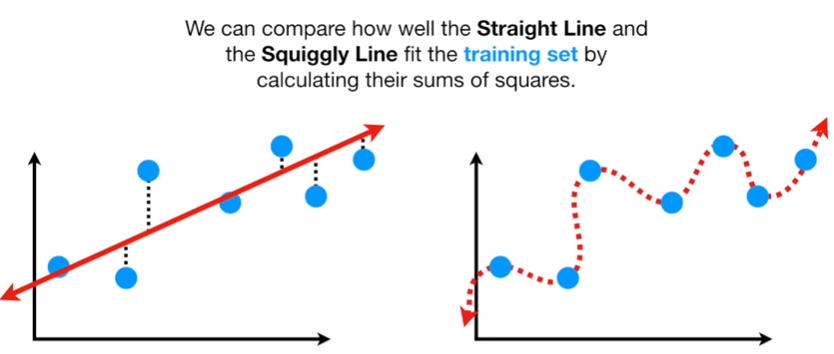 We can compare how well the Straight Line and
the Squiggly Line fit the training set by
calculating their sums of squares.